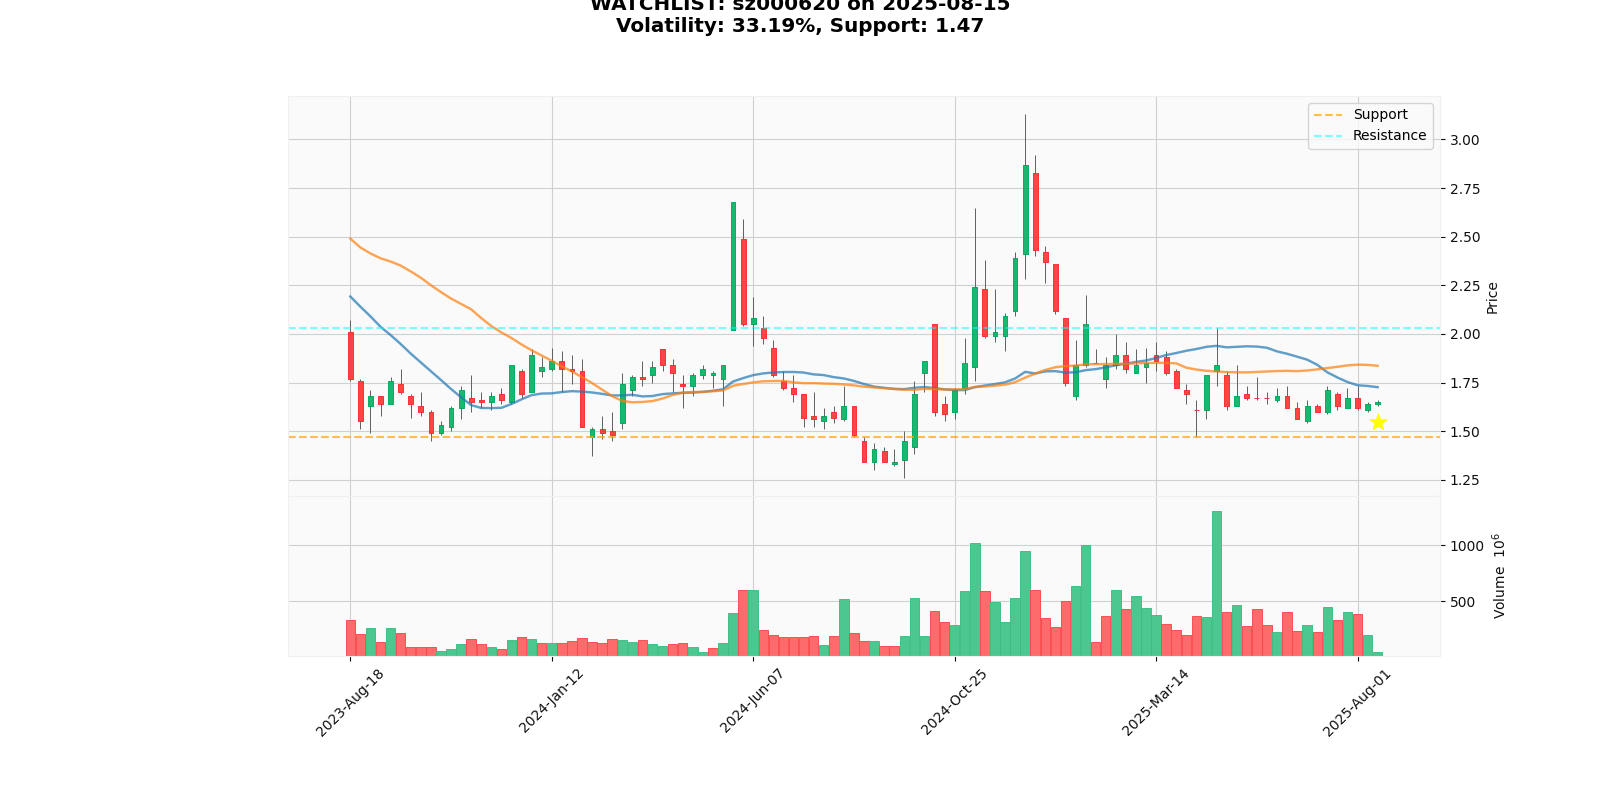 WATCHLIST: sz000620 on 2025-08-15
Volatility: 33.19%, Support: 1.47
Support
Resistance
3.00
2.75
2.50
2.25
2.00
1.75
1.50
1.25
Price
1000
500
Volume 10⁶
2023-Aug-18
2024-Jan-12
2024-Jun-07
2024-Oct-25
2025-Mar-14
2025-Aug-01